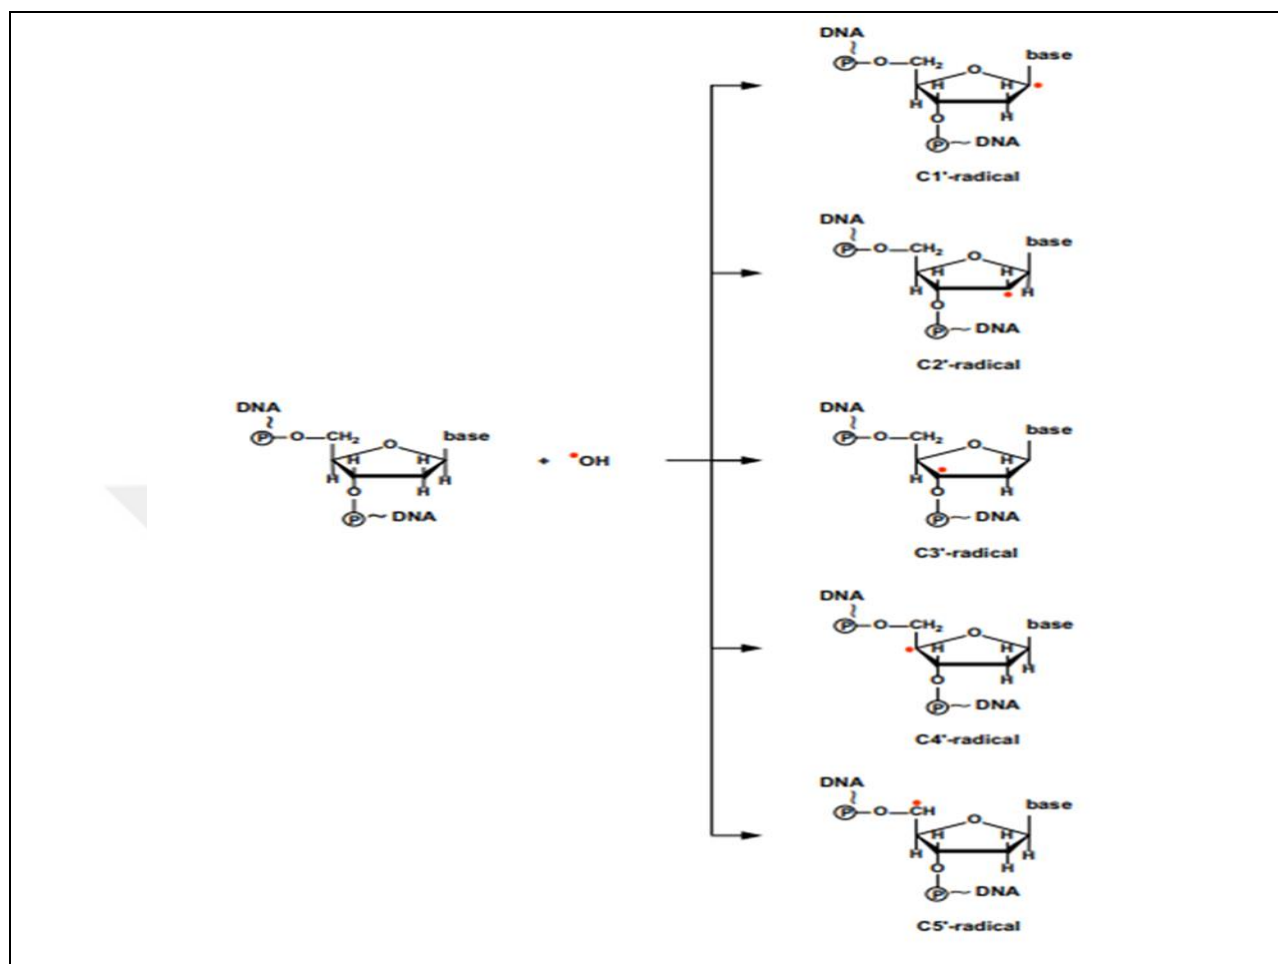 DNA
P O CH2 O base
H H
H H
O
P ~ DNA
C1'-radical
DNA
P O CH2 O base
H H
H H
O
P ~ DNA
C2'-radical
DNA
P O CH2 O base
H H
H H H
O
P ~ DNA
+ •OH
DNA
P O CH2 O base
H
H H
O
P ~ DNA
C3'-radical
DNA
P O CH2 O base
H H
H H
O
P ~ DNA
C4'-radical
DNA
P O CH O base
H H
H H H
O
P ~ DNA
C5'-radical